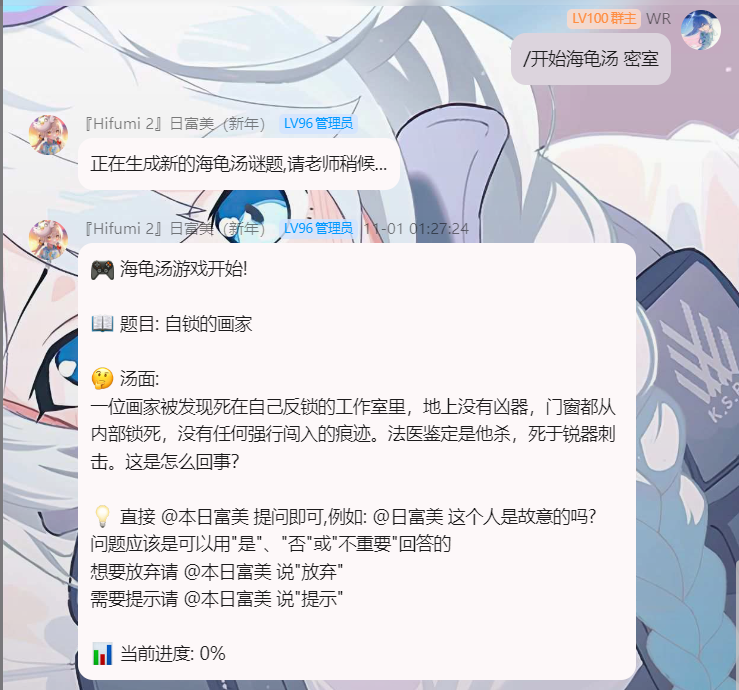 LV100 群主 WR
/开始海龟汤 密室
『Hifumi 2』日富美（新年） LV96 管理员
正在生成新的海龟汤谜题,请老师稍候...
『Hifumi 2』日富美（新年） LV96 管理员 11-01 01:27:24
🎮 海龟汤游戏开始!
📖 题目: 自锁的画家
🤔 汤面:
一位画家被发现死在自己反锁的工作室里，地上没有凶器，门窗都从
内部锁死，没有任何强行闯入的痕迹。法医鉴定是他杀，死于锐器刺
击。这是怎么回事?
💡 直接 @本日富美 提问即可,例如: @日富美 这个人是故意的吗?
问题应该是可以用"是"、"否"或"不重要"回答的
想要放弃请 @本日富美 说"放弃"
需要提示请 @本日富美 说"提示"
📊 当前进度: 0%